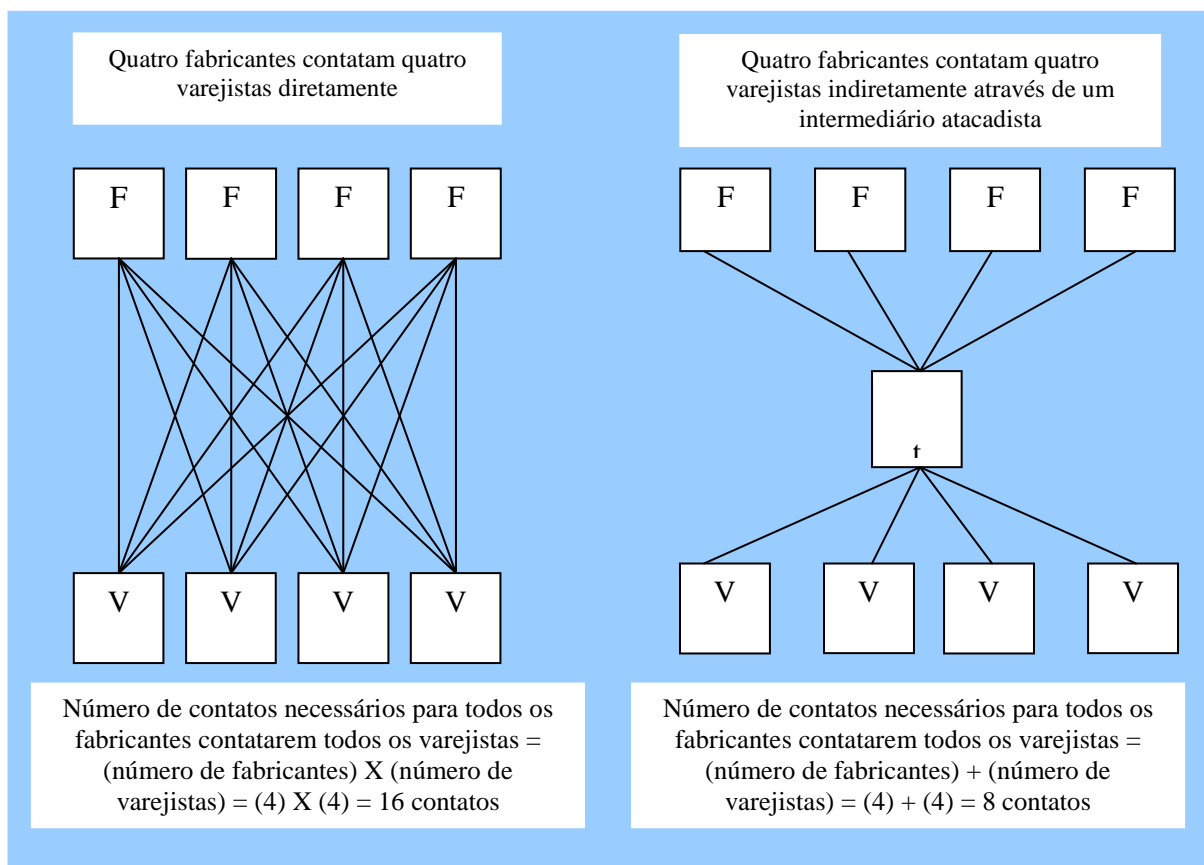 Quatro fabricantes contatam quatro
varejistas diretamente
Quatro fabricantes contatam quatro
varejistas indiretamente através de um
intermediário atacadista
F F F F
F F F F
t
V V V V
V V V V
Número de contatos necessários para todos os
fabricantes contatarem todos os varejistas =
(número de fabricantes) X (número de
varejistas) = (4) X (4) = 16 contatos
Número de contatos necessários para todos os
fabricantes contatarem todos os varejistas =
(número de fabricantes) + (número de
varejistas) = (4) + (4) = 8 contatos